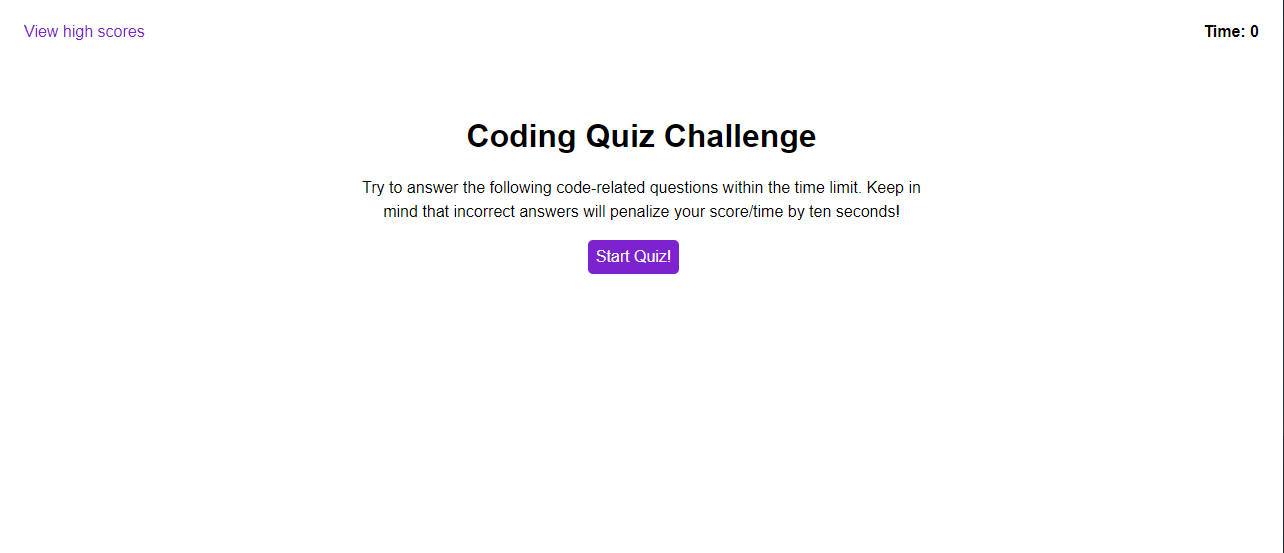 View high scores
Time: 0
Coding Quiz Challenge
Try to answer the following code-related questions within the time limit. Keep in
mind that incorrect answers will penalize your score/time by ten seconds!
Start Quiz!